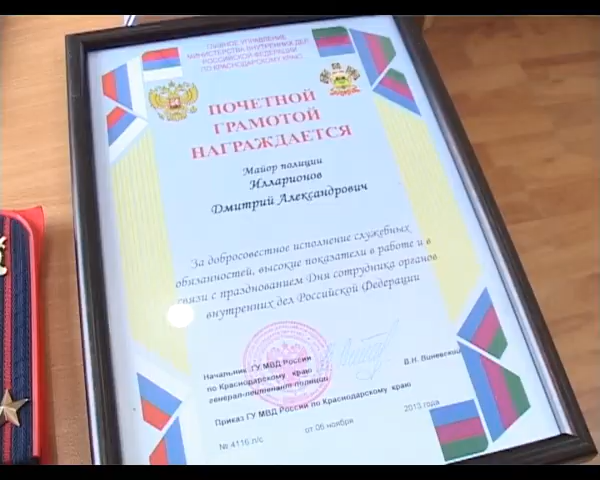 ГЛАВНОЕ УПРАВЛЕНИЕ
МИНИСТЕРСТВА ВНУТРЕННИХ ДЕЛ
РОССИЙСКОЙ ФЕДЕРАЦИИ
ПО КРАСНОДАРСКОМУ КРАЮ
ПОЧЕТНОЙ
ГРАМОТОЙ
НАГРАЖДАЕТСЯ
Майор полиции
Илларионов
Дмитрий Александрович
За добросовестное исполнение служебных
обязанностей, высокие показатели в работе и в
связи с празднованием Дня сотрудника органов
внутренних дел Российской Федерации
Начальник ГУ МВД России
по Краснодарскому краю
генерал-лейтенант полиции
В.Н. Виневский
Приказ ГУ МВД России по Краснодарскому краю
№ 4116 л/с от 05 ноября 2013 года